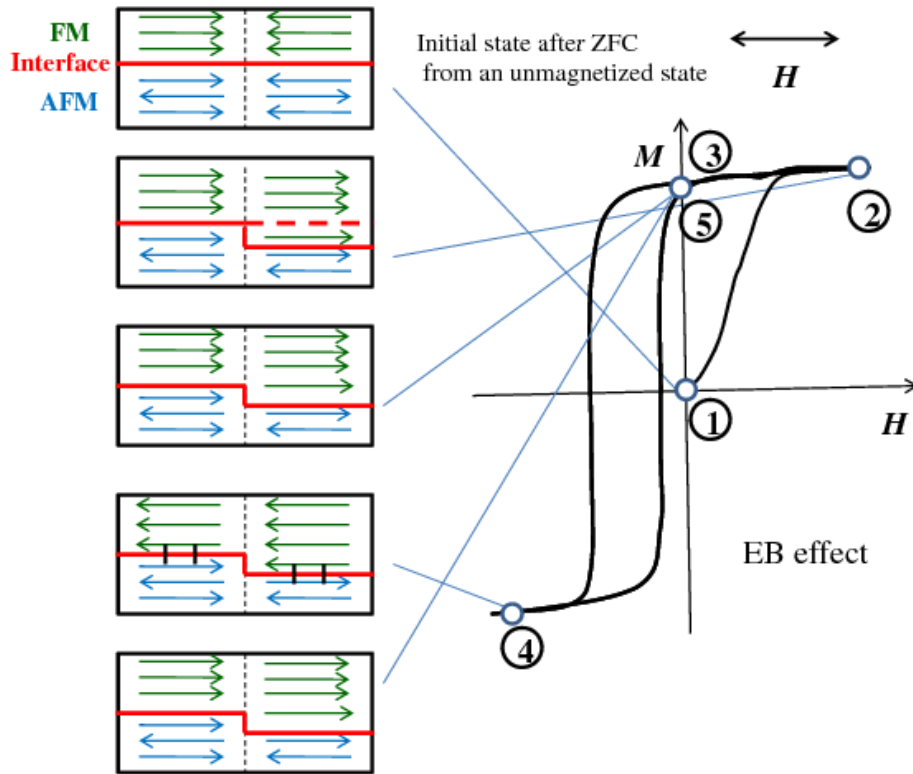 FM
Interface
AFM
Initial state after ZFC
from an unmagnetized state
H
M
3
5
2
1
H
EB effect
4